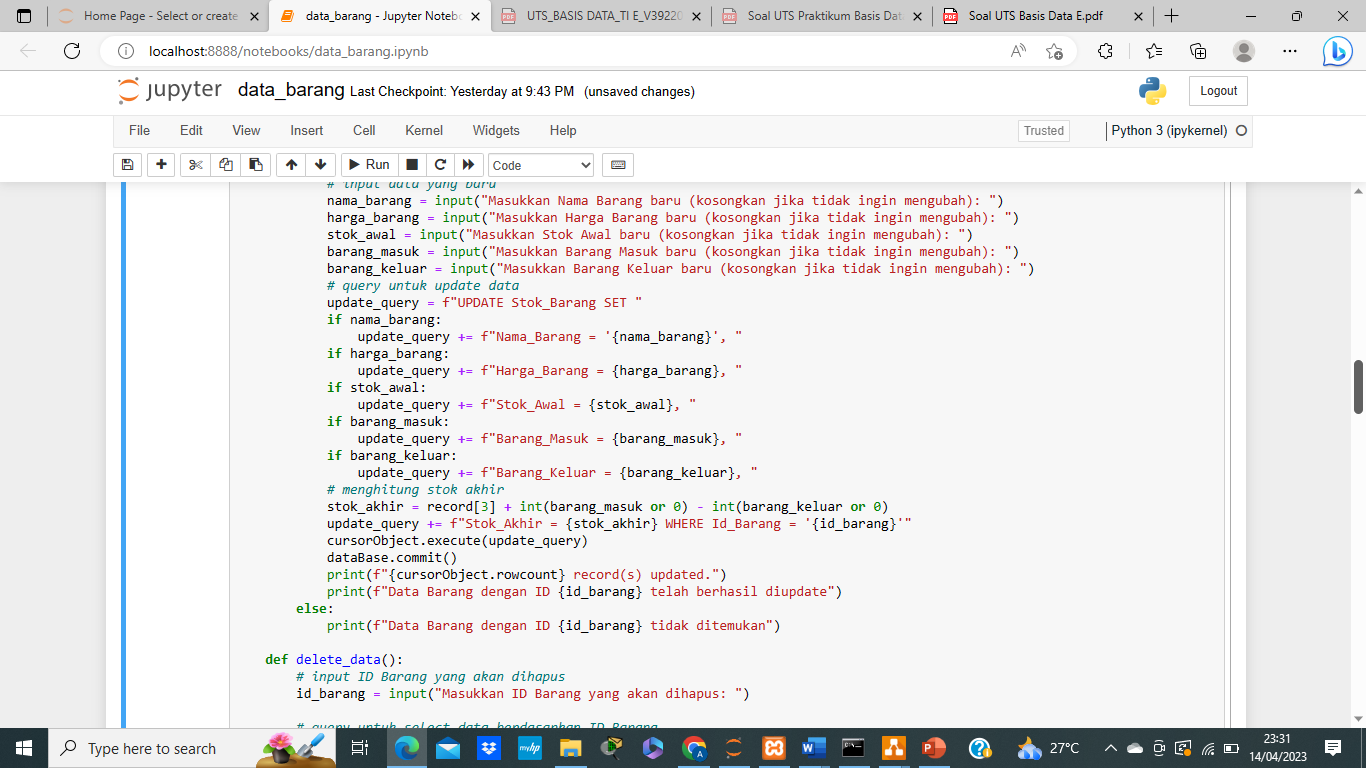 Home Page - Select or create
data_barang - Jupyter Notebo
UTS_BASIS DATA_TI E_V39220
Soal UTS Praktikum Basis Dat
Soal UTS Basis Data E.pdf
localhost:8888/notebooks/data_barang.ipynb
jupyter data_barang Last Checkpoint: Yesterday at 9:43 PM (unsaved changes)
Logout
File Edit View Insert Cell Kernel Widgets Help
Trusted
Python 3 (ipykernel)
Run
Code
# input data yang baru
nama_barang = input("Masukkan Nama Barang baru (kosongkan jika tidak ingin mengubah): ")
harga_barang = input("Masukkan Harga Barang baru (kosongkan jika tidak ingin mengubah): ")
stok_awal = input("Masukkan Stok Awal baru (kosongkan jika tidak ingin mengubah): ")
barang_masuk = input("Masukkan Barang Masuk baru (kosongkan jika tidak ingin mengubah): ")
barang_keluar = input("Masukkan Barang Keluar baru (kosongkan jika tidak ingin mengubah): ")
# query untuk update data
update_query = f"UPDATE Stok_Barang SET "
if nama_barang:
update_query += f"Nama_Barang = '{nama_barang}', "
if harga_barang:
update_query += f"Harga_Barang = {harga_barang}, "
if stok_awal:
update_query += f"Stok_Awal = {stok_awal}, "
if barang_masuk:
update_query += f"Barang_Masuk = {barang_masuk}, "
if barang_keluar:
update_query += f"Barang_Keluar = {barang_keluar}, "
# menghitung stok akhir
stok_akhir = record[3] + int(barang_masuk or 0) - int(barang_keluar or 0)
update_query += f"Stok_Akhir = {stok_akhir} WHERE Id_Barang = '{id_barang}'"
cursorObject.execute(update_query)
dataBase.commit()
print(f"{cursorObject.rowcount} record(s) updated.")
print(f"Data Barang dengan ID {id_barang} telah berhasil diupdate")
else:
print(f"Data Barang dengan ID {id_barang} tidak ditemukan")
def delete_data():
# input ID Barang yang akan dihapus
id_barang = input("Masukkan ID Barang yang akan dihapus: ")
# query untuk select data berdasarkan ID Barang
Type here to search
27°C
23:31
14/04/2023